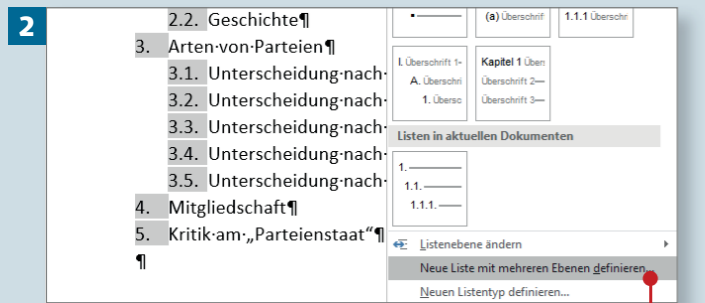 2
2.2. Geschichte¶
3. Arten·von·Parteien¶
3.1. Unterscheidung·nach·
3.2. Unterscheidung·nach·
3.3. Unterscheidung·nach·
3.4. Unterscheidung·nach·
3.5. Unterscheidung·nach·
4. Mitgliedschaft¶
5. Kritik·am·„Parteienstaat“¶
¶
(a) Überschrif
1.1.1 Überschr
I. Überschrift 1
A. Überschri
1. Übersc
Kapitel 1 Über
Überschrift 2
Überschrift 3
Listen in aktuellen Dokumenten
1.
1.1.
1.1.1.
Listenebene ändern
Neue Liste mit mehreren Ebenen definieren...
Neuen Listentyp definieren...